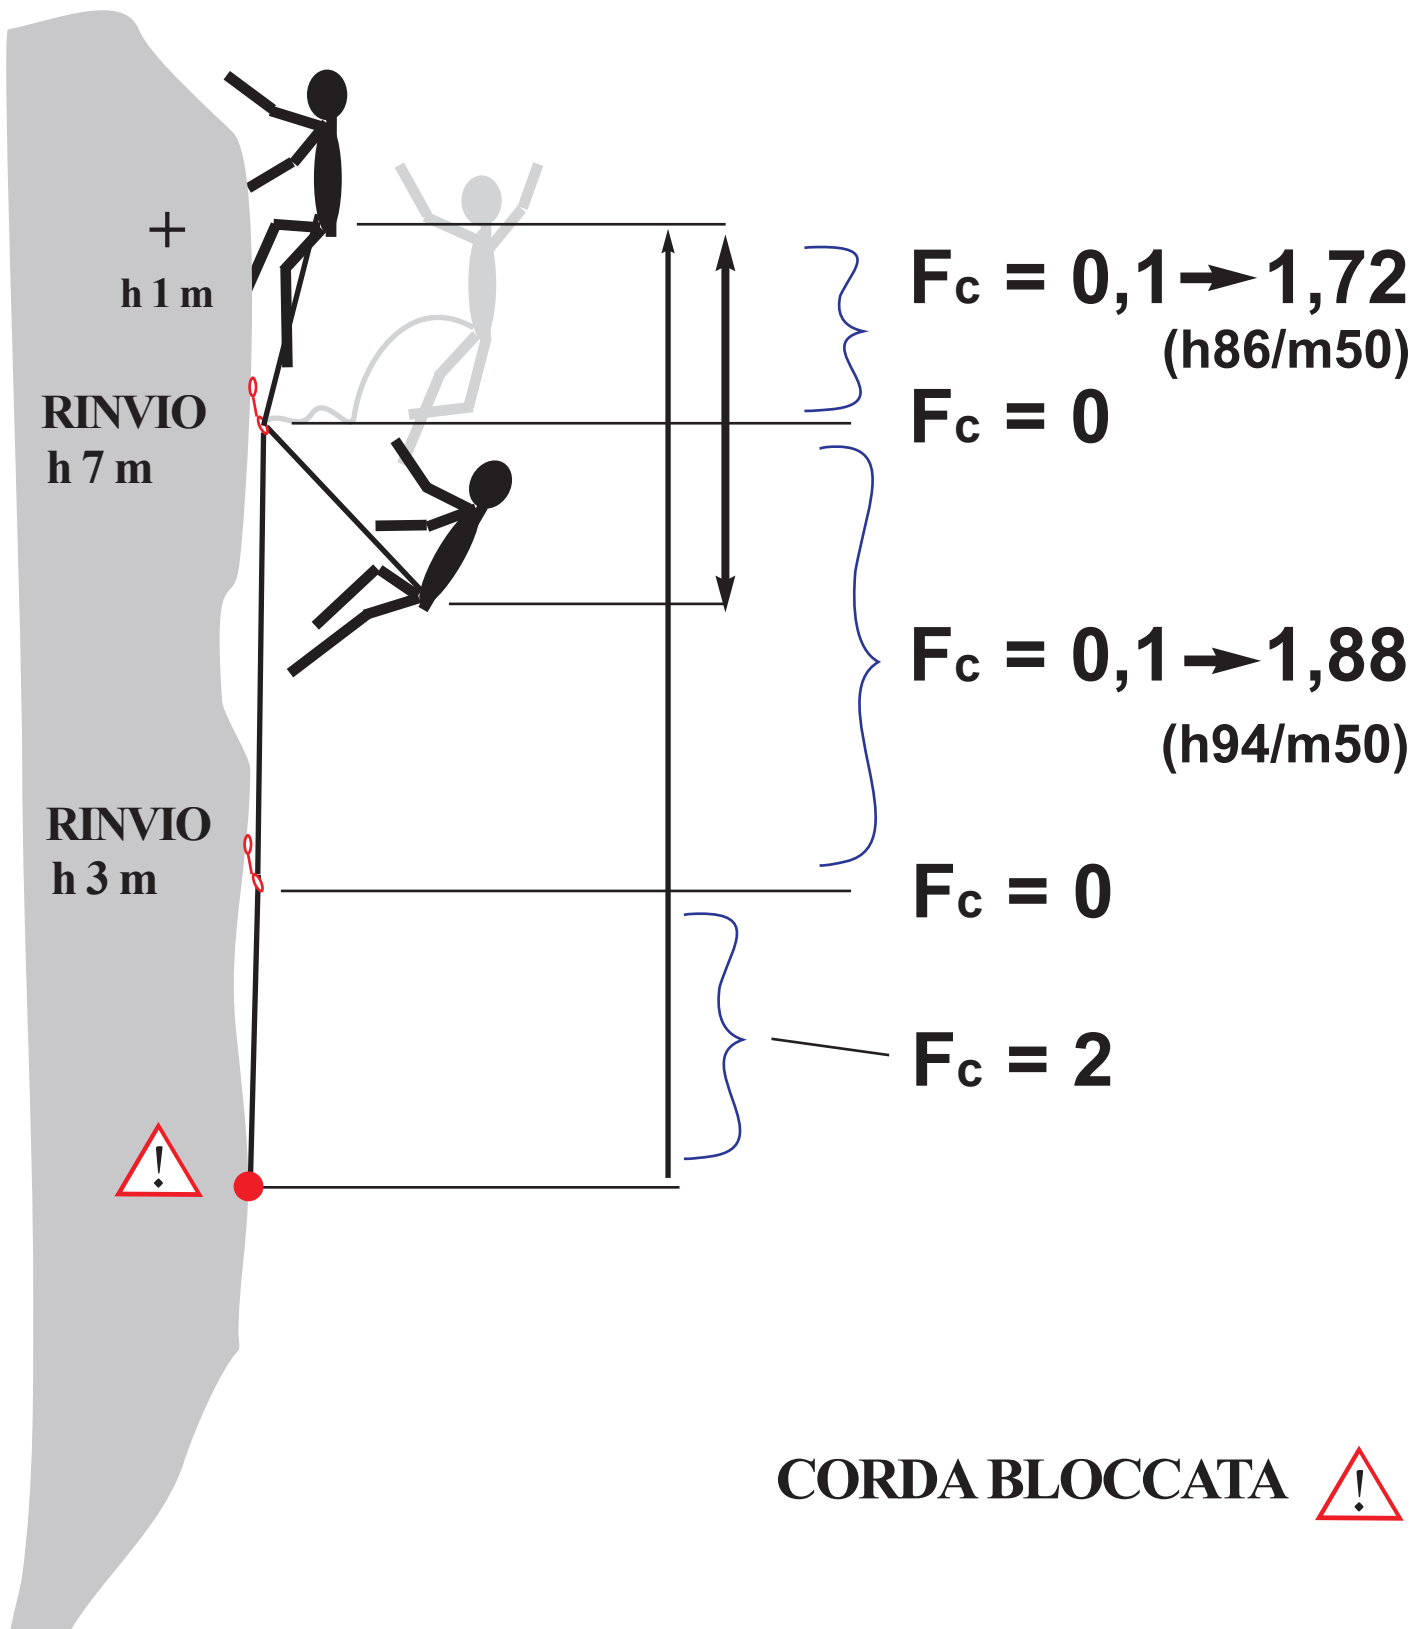 +
h 1 m
RINVIO
h 7 m
RINVIO
h 3 m
!
Fc = 0,1→1,72
(h86/m50)
Fc = 0
Fc = 0,1→1,88
(h94/m50)
Fc = 0
Fc = 2
CORDA BLOCCATA !